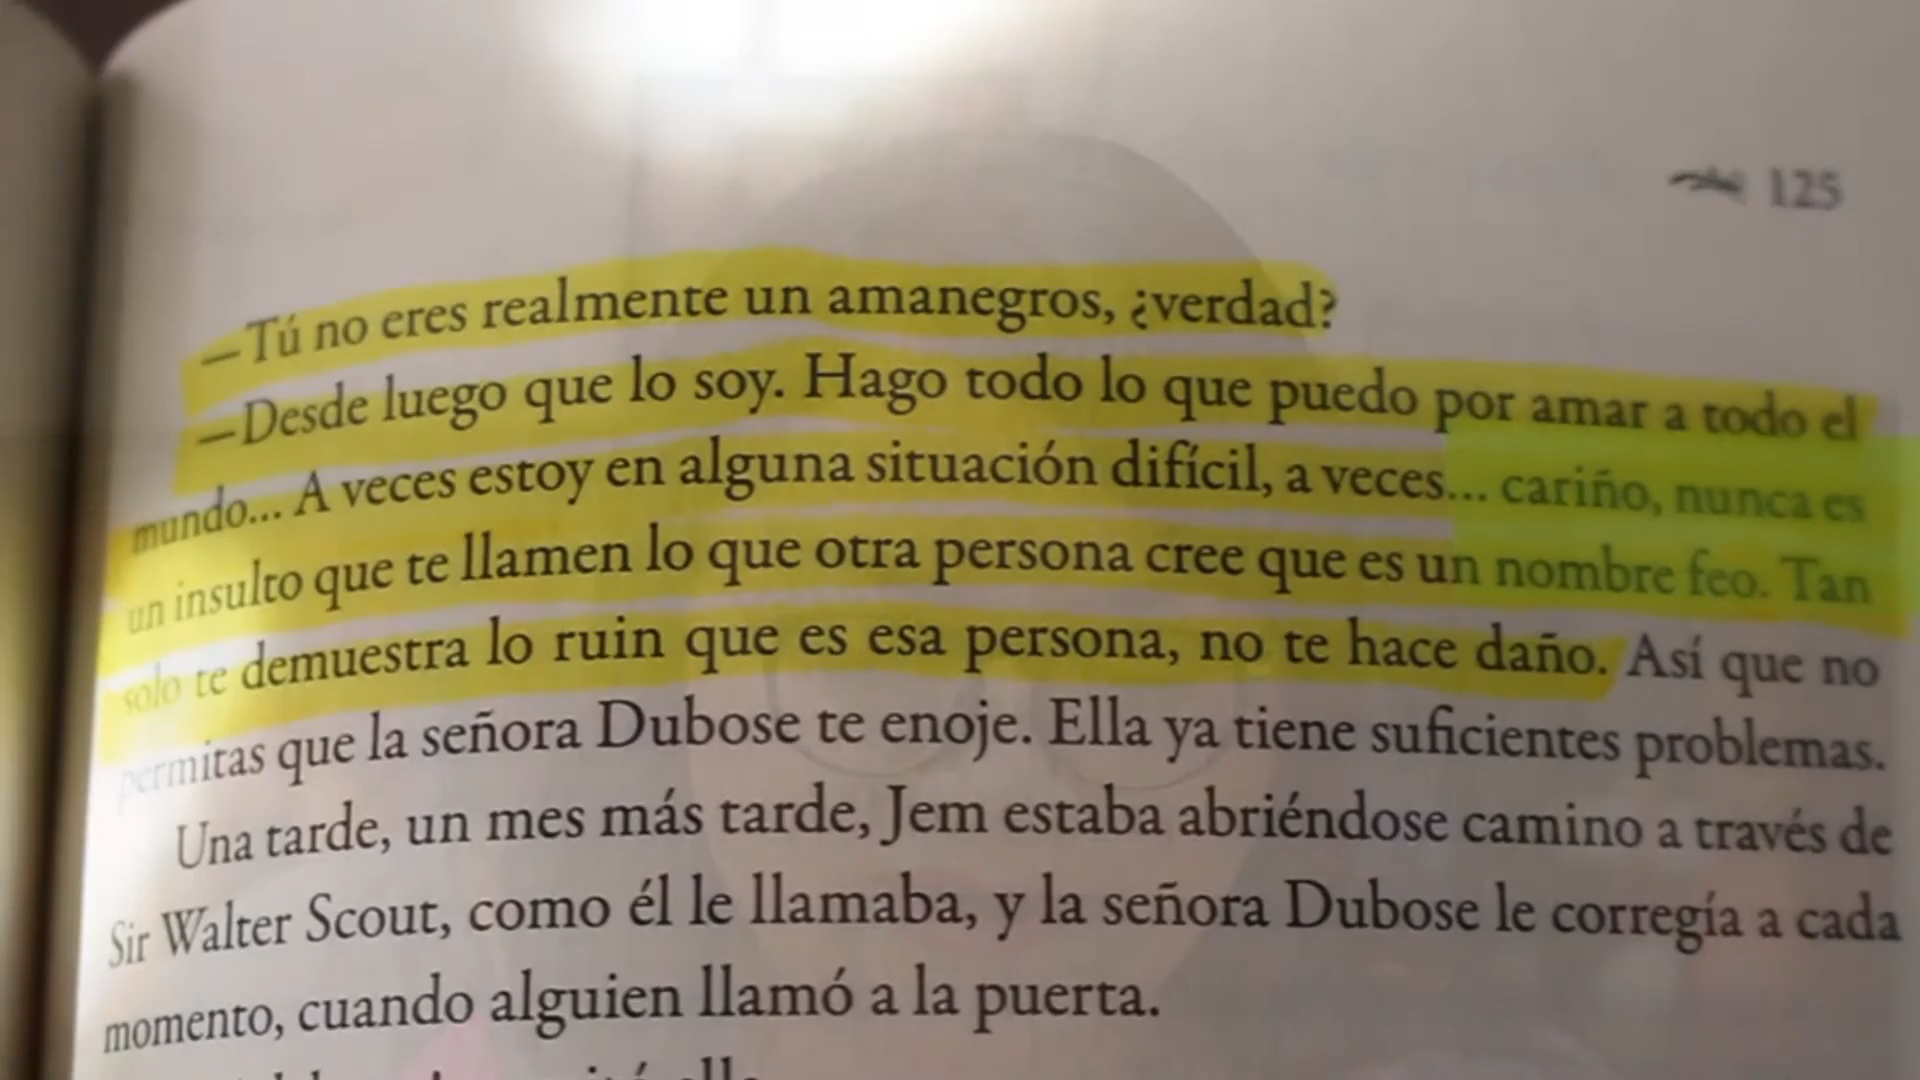 125
—Tú no eres realmente un amanegros, ¿verdad?
—Desde luego que lo soy. Hago todo lo que puedo por amar a todo el
mundo... A veces estoy en alguna situación difícil, a veces... cariño, nunca es
un insulto que te llamen lo que otra persona cree que es un nombre feo. Tan
solo te demuestra lo ruin que es esa persona, no te hace daño. Así que no
permitas que la señora Dubose te enoje. Ella ya tiene suficientes problemas.
Una tarde, un mes más tarde, Jem estaba abriéndose camino a través de
Sir Walter Scout, como él le llamaba, y la señora Dubose le corregía a cada
momento, cuando alguien llamó a la puerta.